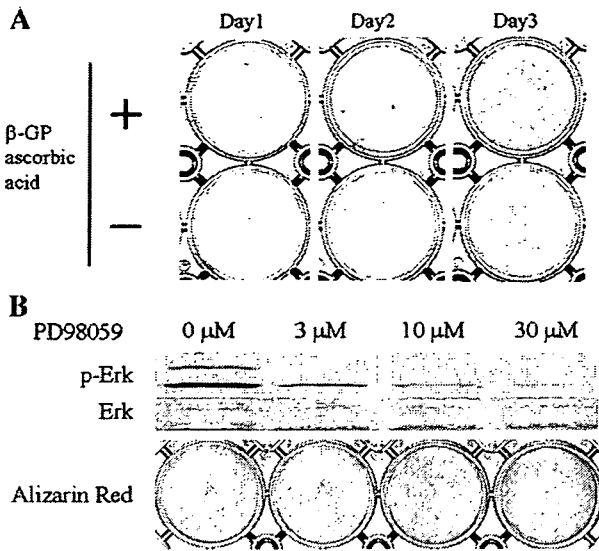 A
Day1 Day2 Day3
+
β-GP
ascorbic
acid
−
B
PD98059 0 μM 3 μM 10 μM 30 μM
p-Erk
Erk
Alizarin Red